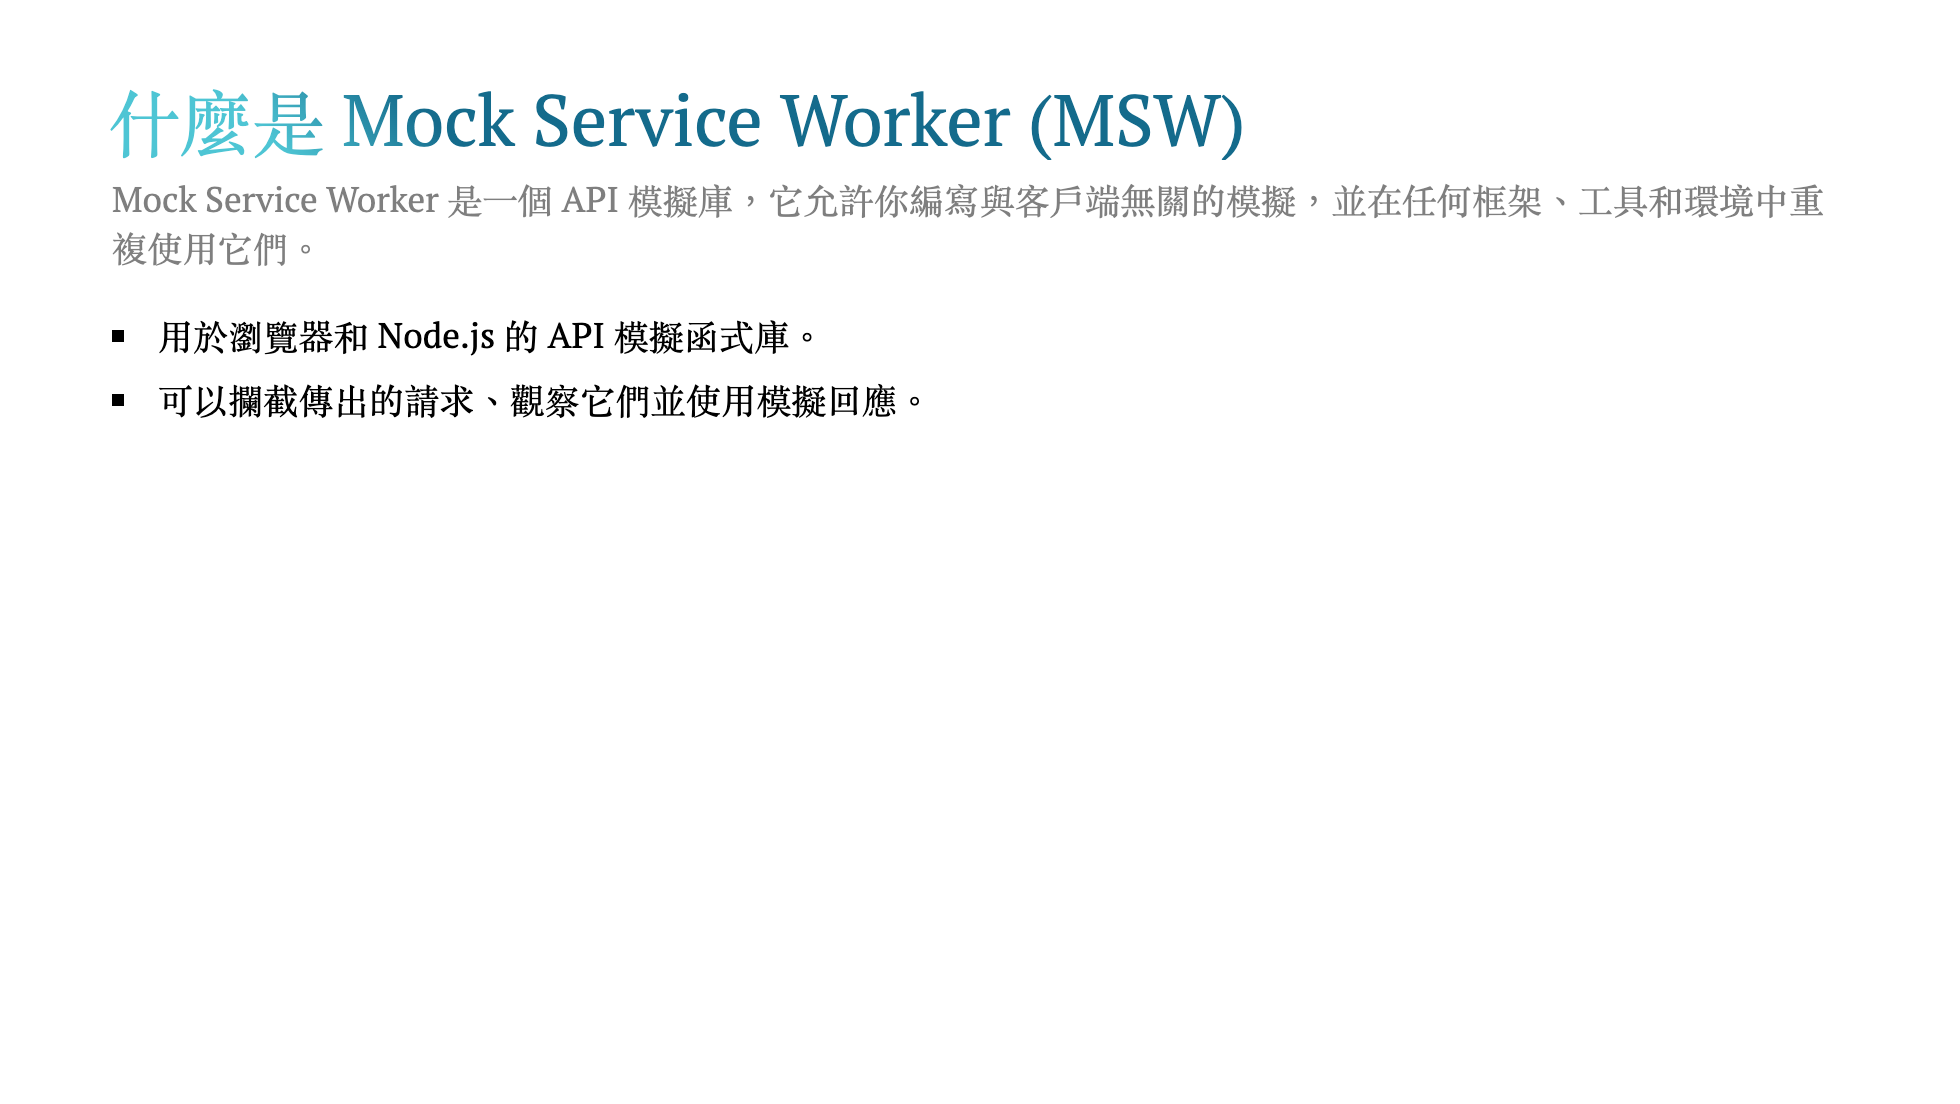 什麼是 Mock Service Worker (MSW)
Mock Service Worker 是一個 API 模擬庫，它允許你編寫與客戶端無關的模擬，並在任何框架、工具和環境中重
複使用它們。
▪ 用於瀏覽器和 Node.js 的 API 模擬函式庫。
▪ 可以攔截傳出的請求、觀察它們並使用模擬回應。